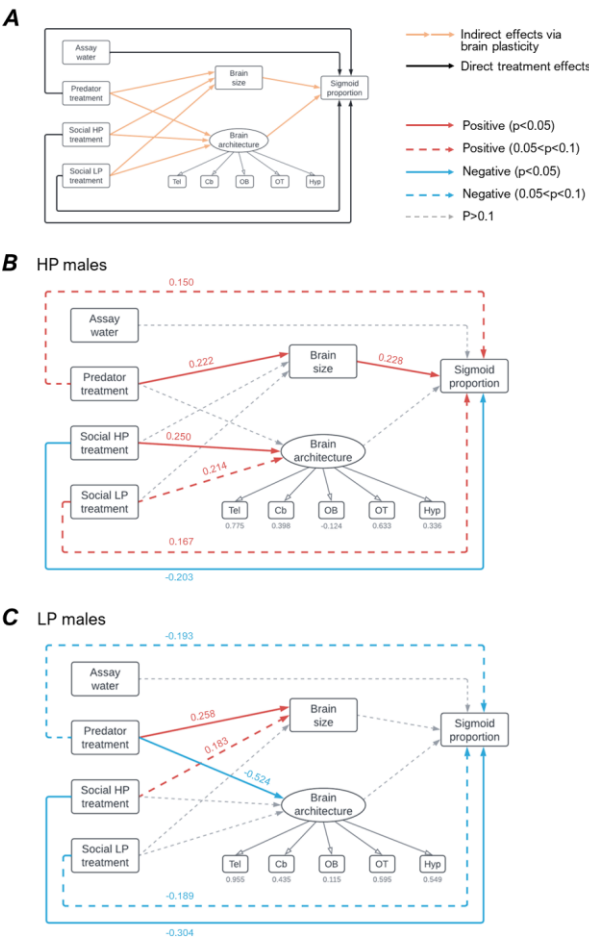 A
Assay
water
Predator
treatment
Social HP
treatment
Social LP
treatment
Brain
size
Brain
architecture
Tel
Cb
OB
OT
Hyp
Sigmoid
proportion
Indirect effects via
brain plasticity
Direct treatment effects
Positive (p<0.05)
Positive (0.05<p<0.1)
Negative (p<0.05)
Negative (0.05<p<0.1)
P>0.1
B HP males
0.150
Assay
water
Predator
treatment
Social HP
treatment
Social LP
treatment
0.222
0.250
0.214
Brain
size
0.228
Brain
architecture
Sigmoid
proportion
Tel
Cb
OB
OT
Hyp
0.775
0.398
-0.124
0.633
0.336
0.167
-0.203
C LP males
-0.193
Assay
water
Predator
treatment
Social HP
treatment
Social LP
treatment
0.258
0.183
-0.524
Brain
size
Brain
architecture
Sigmoid
proportion
Tel
Cb
OB
OT
Hyp
0.955
0.435
0.115
0.595
0.549
-0.189
-0.304